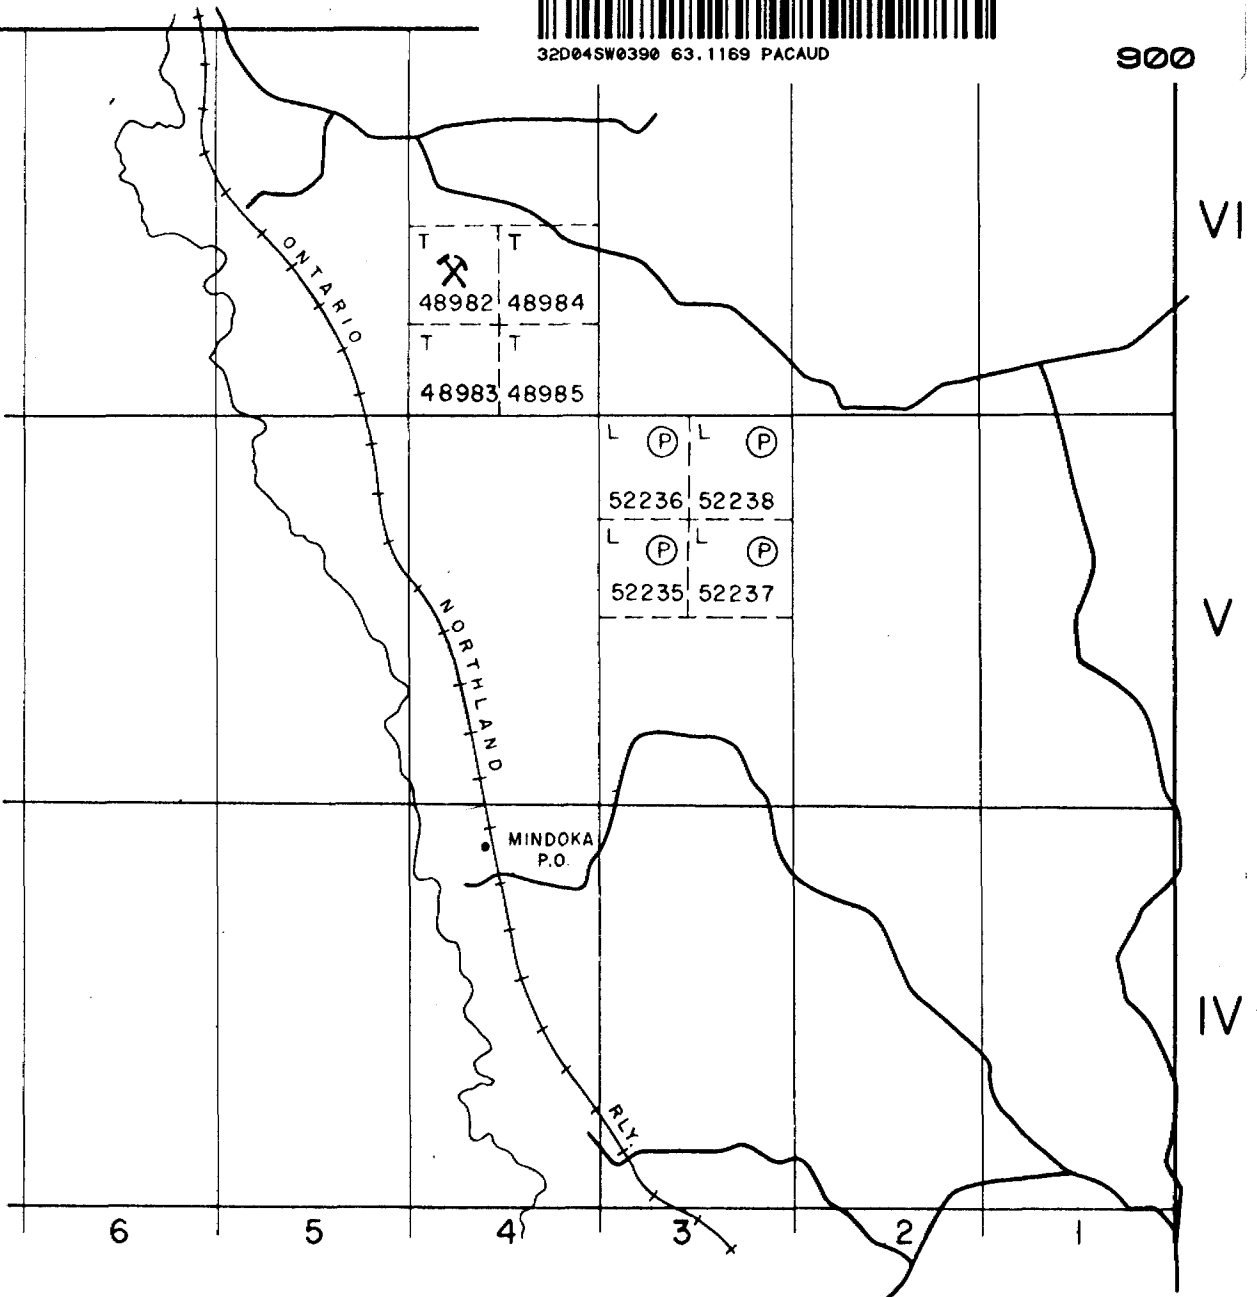 32D04SW0390 63.1169 PACAUD
900
VI
ONTARIO
T
T
48982
48984
T
T
48983
48985
L
P
L
P
52236
52238
L
P
L
P
52235
52237
V
NORTHLAND
MINDOKA
P.O.
IV
RLY.
6
5
4
3
2
1